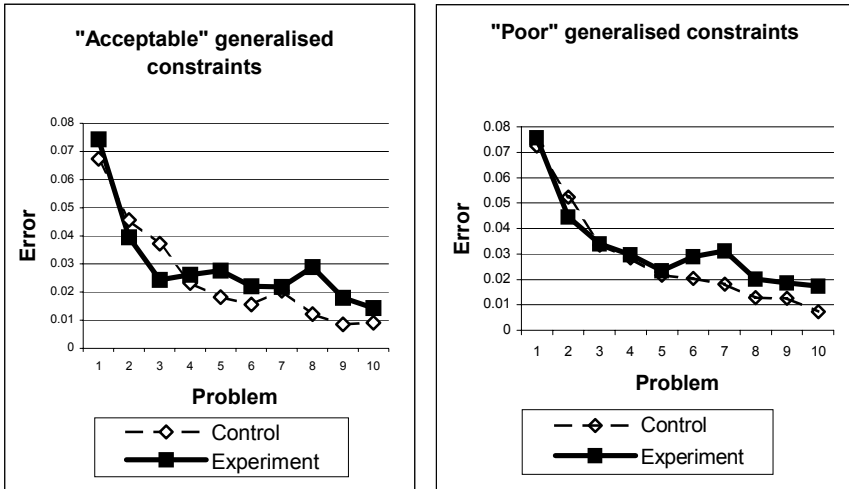 "Acceptable" generalised
constraints
0.08
0.07
0.06
0.05
0.04
0.03
0.02
0.01
0
Error
1 2 3 4 5 6 7 8 9 10
Problem
Control
Experiment
"Poor" generalised constraints
0.08
0.07
0.06
0.05
0.04
0.03
0.02
0.01
0
Error
1 2 3 4 5 6 7 8 9 10
Problem
Control
Experiment